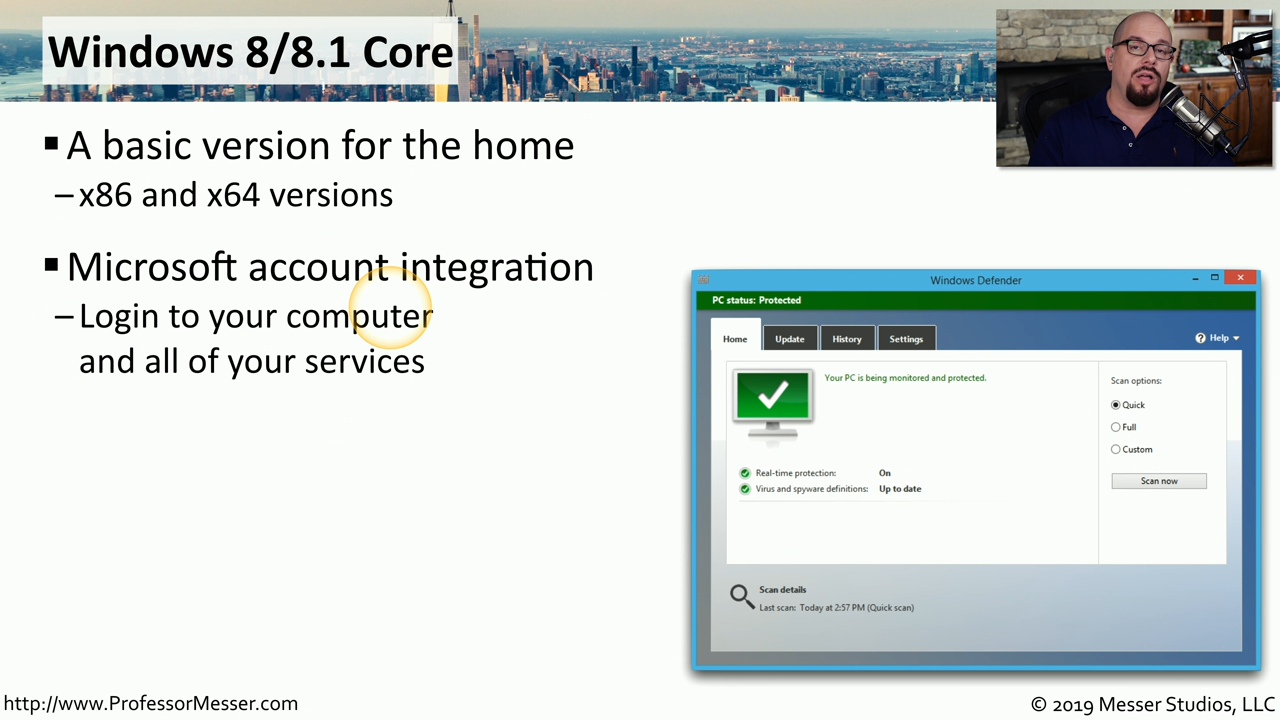 Windows 8/8.1 Core
▪ A basic version for the home
– x86 and x64 versions
▪ Microsoft account integration
– Login to your computer
and all of your services
Windows Defender
PC status: Protected
Home Update History Settings Help
Your PC is being monitored and protected.
Scan options:
Quick
Full
Custom
Scan now
Real-time protection: On
Virus and spyware definitions: Up to date
Scan details
Last scan: Today at 2:57 PM (Quick scan)
http://www.ProfessorMesser.com
© 2019 Messer Studios, LLC